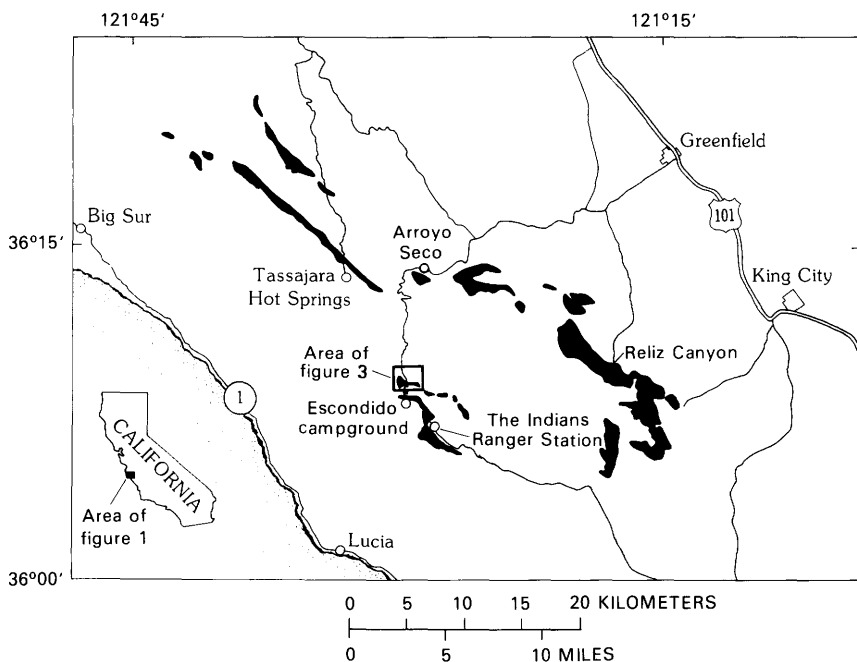 121°45′
121°15′
Greenfield
101
Big Sur
36°15′
Arroyo
Seco
Tassajara
Hot Springs
King City
Area of
figure 3
Reliz Canyon
1
Escondido
campground
The Indians
Ranger Station
CALIFORNIA
Area of
figure 1
Lucia
36°00′
0 5 10 15 20 KILOMETERS
0 5 10 MILES